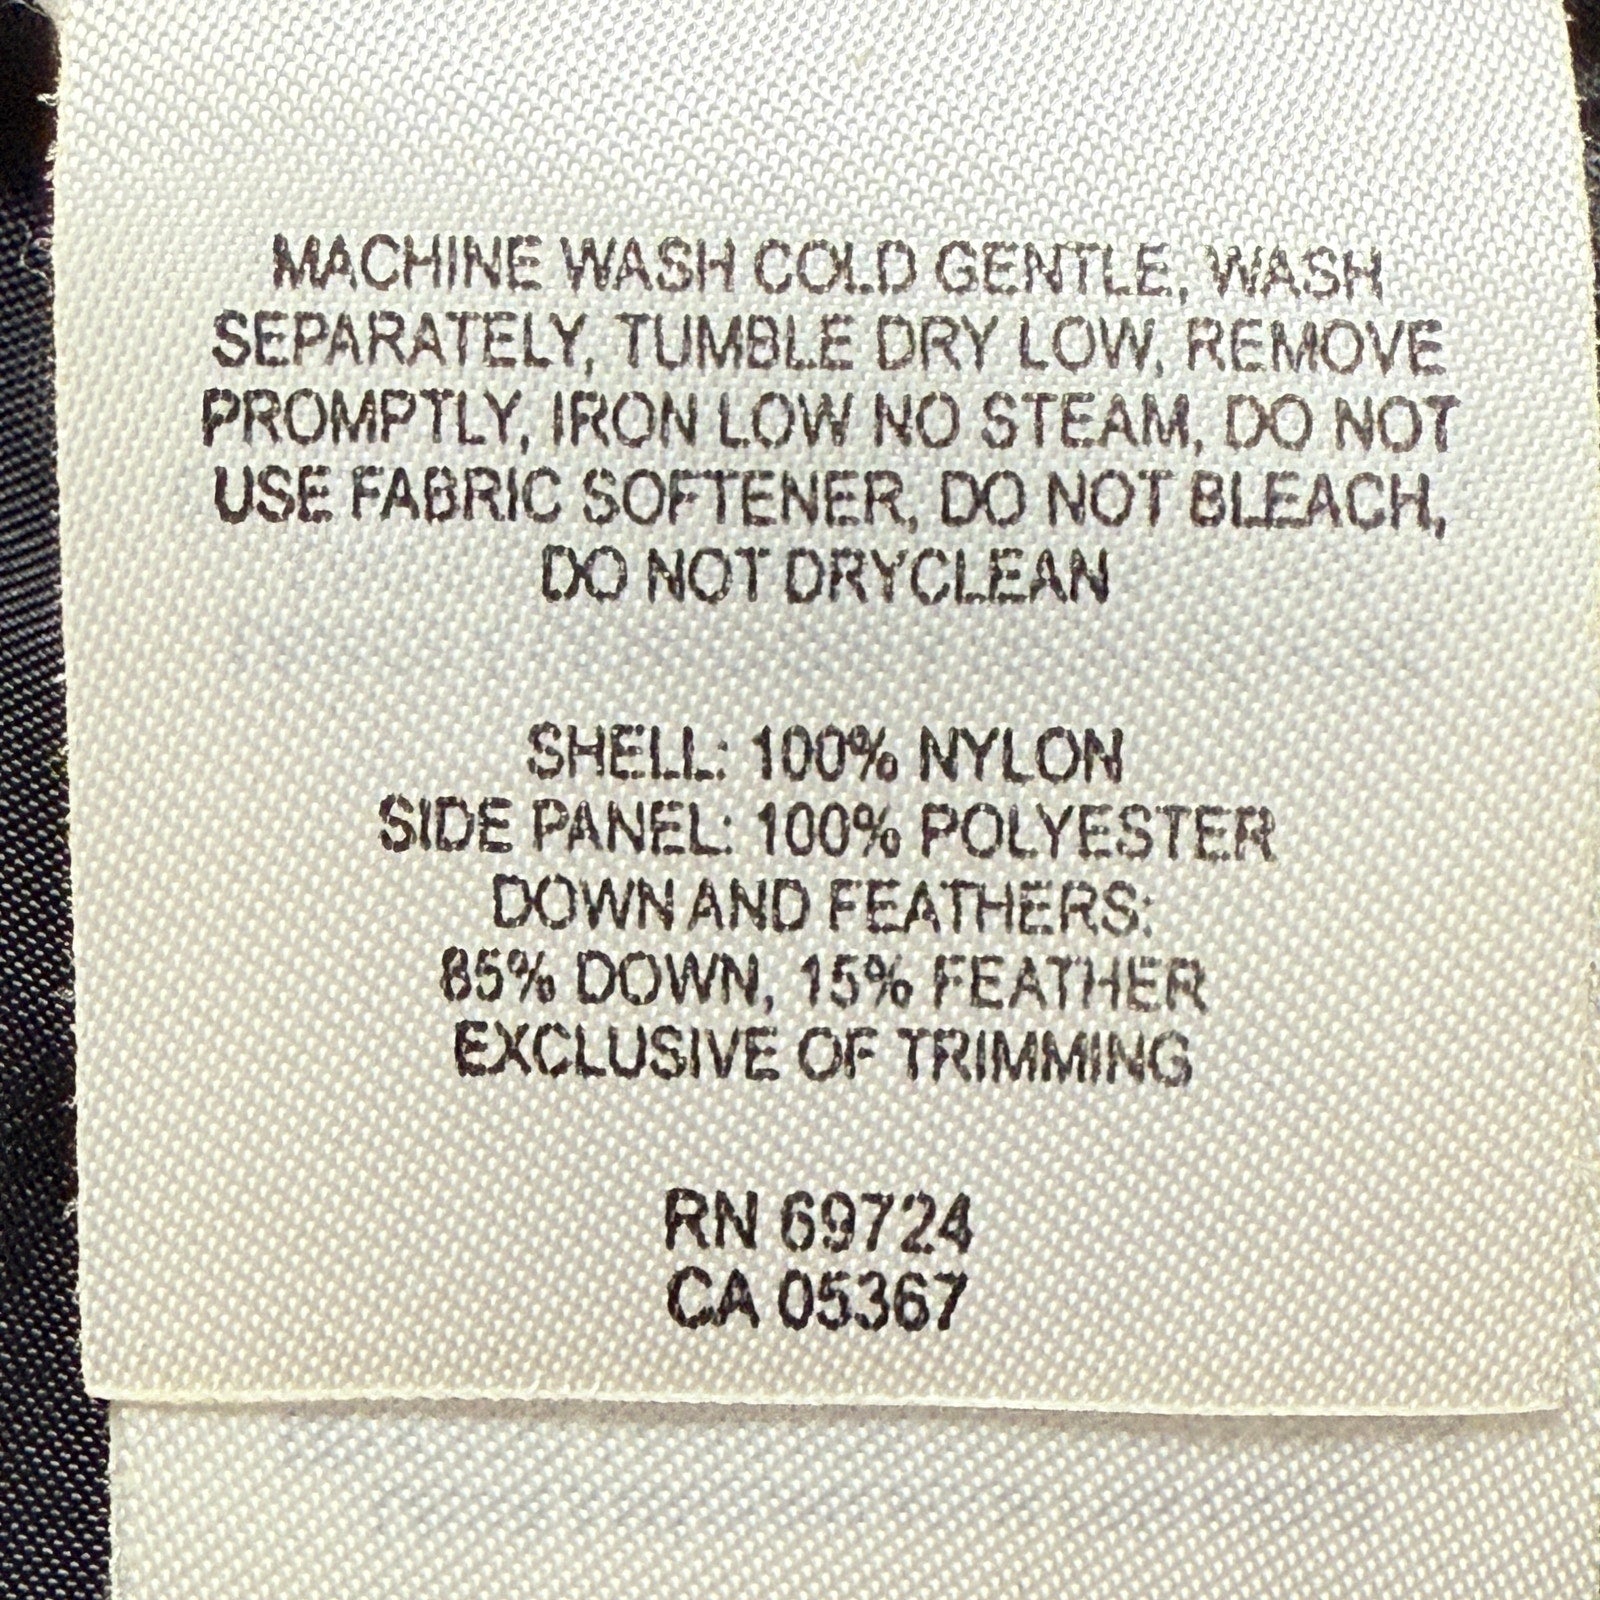 MACHINE WASH COLD GENTLE, WASH
SEPARATELY, TUMBLE DRY LOW, REMOVE
PROMPTLY, IRON LOW NO STEAM, DO NOT
USE FABRIC SOFTENER, DO NOT BLEACH,
DO NOT DRYCLEAN
SHELL: 100% NYLON
SIDE PANEL: 100% POLYESTER
DOWN AND FEATHERS:
85% DOWN, 15% FEATHER
EXCLUSIVE OF TRIMMING
RN 69724
CA 05367